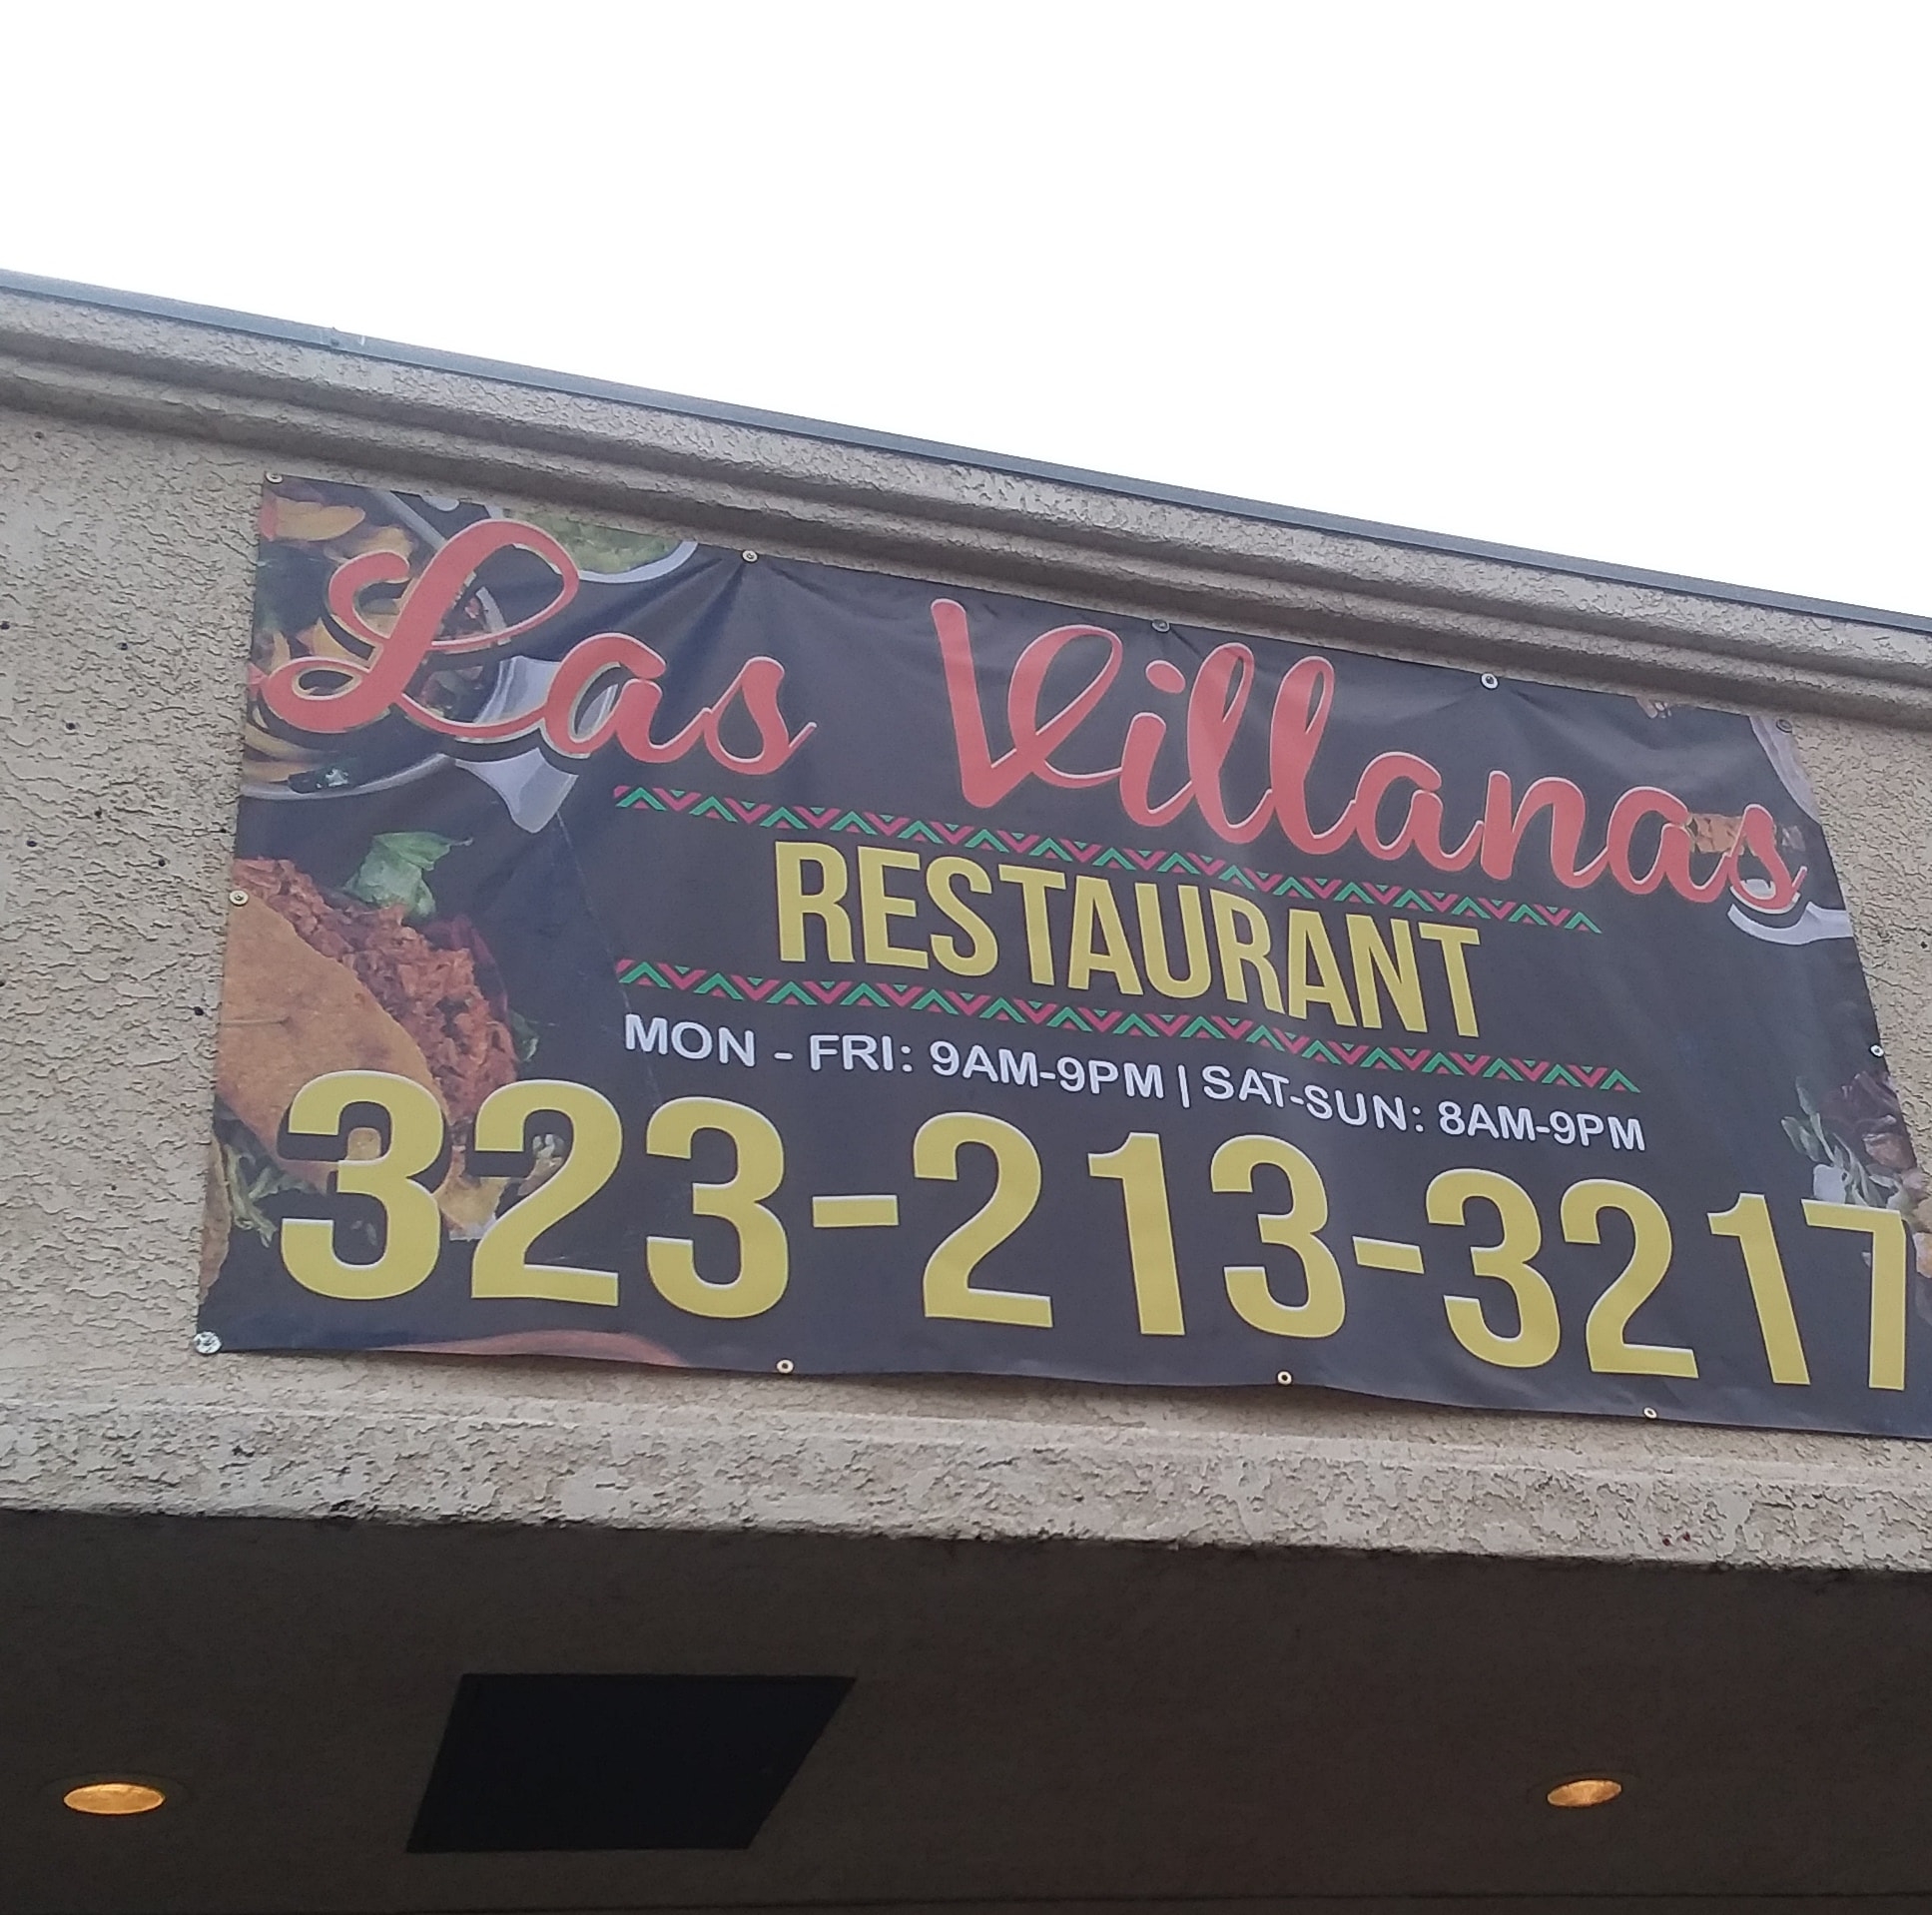 Las Villanas
RESTAURANT
MON - FRI: 9AM-9PM | SAT-SUN: 8AM-9PM
323-213-3217